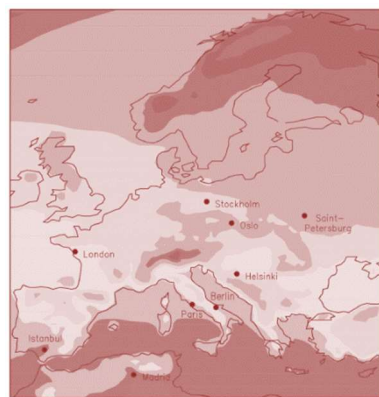 Stockholm
Oslo
Saint-
Petersburg
London
Helsinki
Berlin
Paris
Istanbul
Madrid